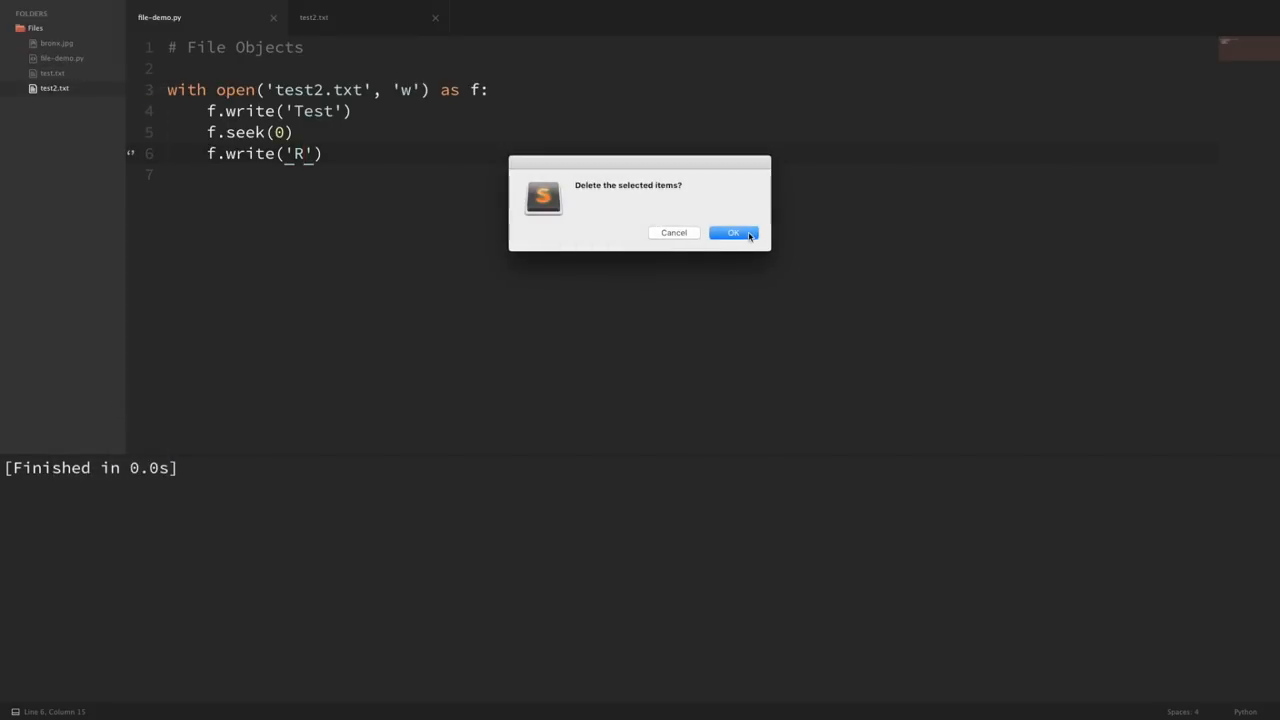 FOLDERS
Files
bronx.jpg
file-demo.py
test.txt
test2.txt
file-demo.py
test2.txt
1 # File Objects
2
3 with open('test2.txt', 'w') as f:
4     f.write('Test')
5     f.seek(0)
6     f.write('R')
7
Delete the selected items?
Cancel
OK
[Finished in 0.0s]
Line 6, Column 15
Spaces: 4
Python